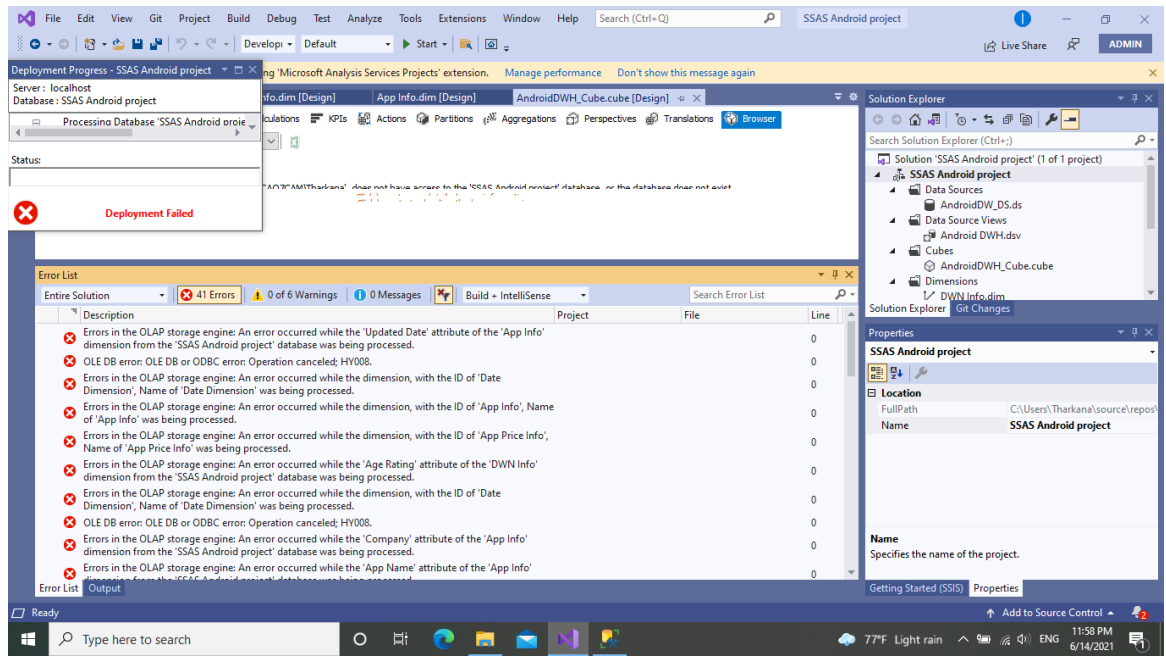 File Edit View Git Project Build Debug Test Analyze Tools Extensions Window Help Search (Ctrl+Q) SSAS Android project
Develop Default Start Live Share ADMIN
Deployment Progress - SSAS Android project
ng 'Microsoft Analysis Services Projects' extension. Manage performance Don't show this message again
Server : localhost
Database : SSAS Android project
Processing Database 'SSAS Android proje
Status:
Deployment Failed
nfo.dim [Design] App Info.dim [Design] AndroidDWH_Cube.cube [Design]
culations KPIs Actions Partitions Aggregations Perspectives Translations Browser
CAO7CAM\Tharkana', does not have access to the 'SSAS Android project' database, or the database does not exist.
Error List
Entire Solution 41 Errors 0 of 6 Warnings 0 Messages Build + IntelliSense Search Error List
Description Project File Line
Errors in the OLAP storage engine: An error occurred while the 'Updated Date' attribute of the 'App Info'
dimension from the 'SSAS Android project' database was being processed.
0
OLE DB error: OLE DB or ODBC error: Operation canceled; HY008.
0
Errors in the OLAP storage engine: An error occurred while the dimension, with the ID of 'Date
Dimension', Name of 'Date Dimension' was being processed.
0
Errors in the OLAP storage engine: An error occurred while the dimension, with the ID of 'App Info', Name
of 'App Info' was being processed.
0
Errors in the OLAP storage engine: An error occurred while the dimension, with the ID of 'App Price Info',
Name of 'App Price Info' was being processed.
0
Errors in the OLAP storage engine: An error occurred while the 'Age Rating' attribute of the 'DWN Info'
dimension from the 'SSAS Android project' database was being processed.
0
Errors in the OLAP storage engine: An error occurred while the dimension, with the ID of 'Date
Dimension', Name of 'Date Dimension' was being processed.
0
OLE DB error: OLE DB or ODBC error: Operation canceled; HY008.
0
Errors in the OLAP storage engine: An error occurred while the 'Company' attribute of the 'App Info'
dimension from the 'SSAS Android project' database was being processed.
0
Errors in the OLAP storage engine: An error occurred while the 'App Name' attribute of the 'App Info'
dimension from the 'SSAS Android project' database was being processed.
0
Error List Output
Solution Explorer
Search Solution Explorer (Ctrl+;)
Solution 'SSAS Android project' (1 of 1 project)
SSAS Android project
Data Sources
AndroidDW_DS.ds
Data Source Views
Android DWH.dsv
Cubes
AndroidDWH_Cube.cube
Dimensions
DWN Info.dim
Solution Explorer Git Changes
Properties
SSAS Android project
Location
FullPath C:\Users\Tharkana\source\repos\
Name SSAS Android project
Name
Specifies the name of the project.
Getting Started (SSIS) Properties
Ready Add to Source Control 2
Type here to search 77°F Light rain ENG 11:58 PM
6/14/2021 1